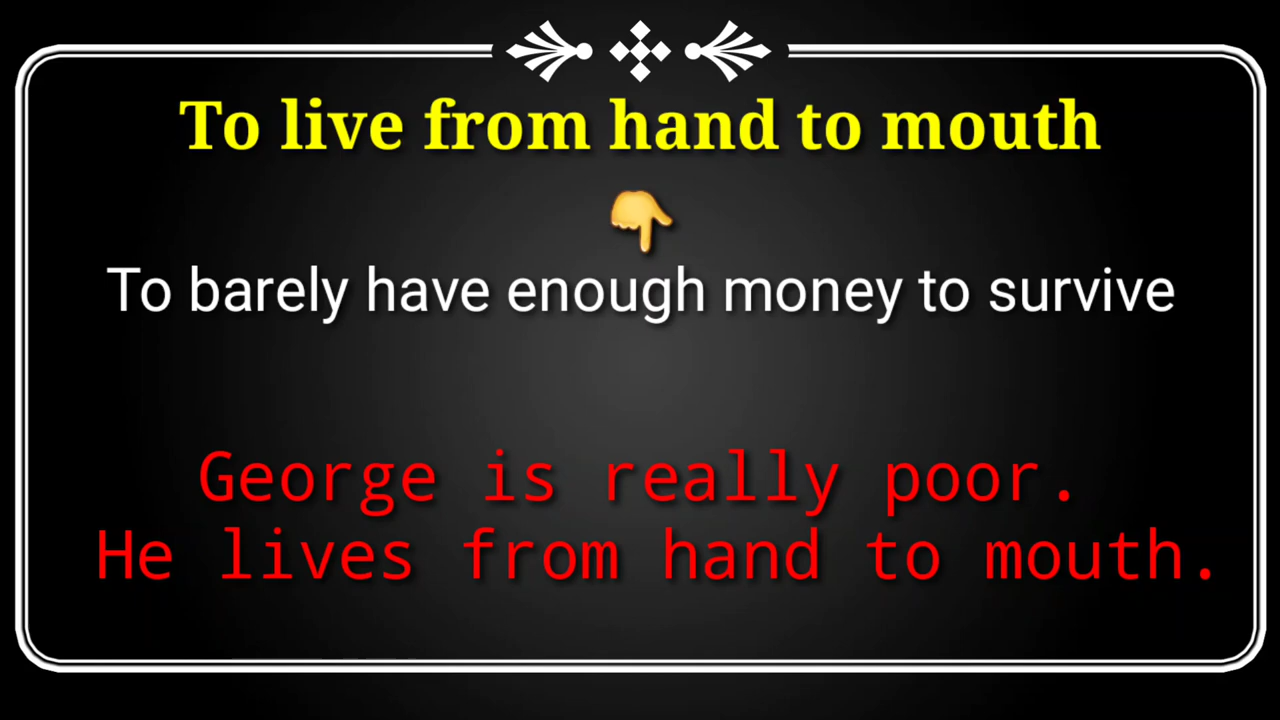 To live from hand to mouth
👇
To barely have enough money to survive
George is really poor.
He lives from hand to mouth.